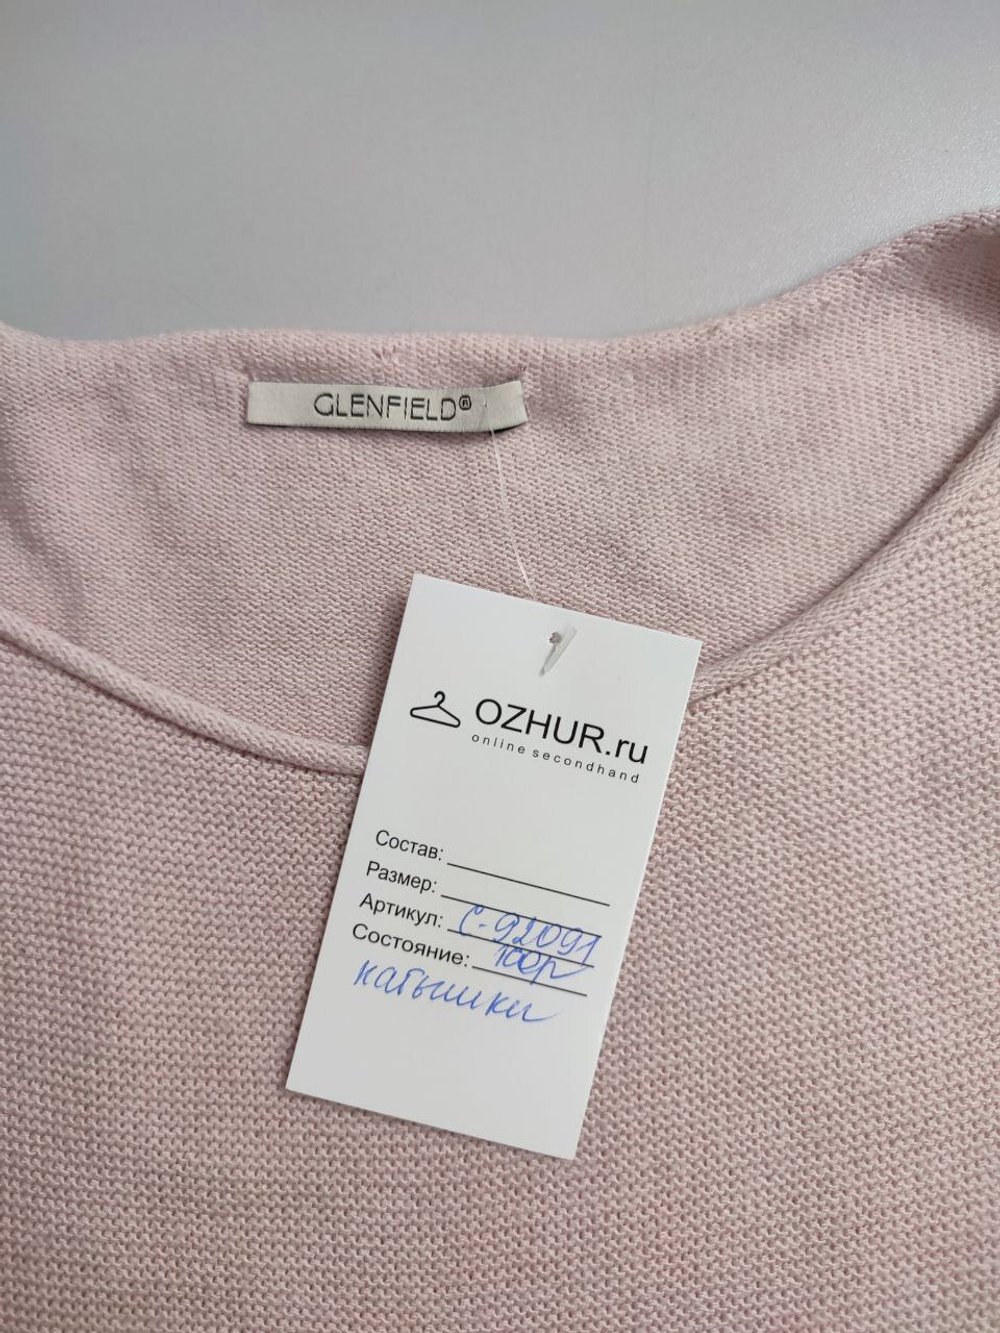 GLENFIELD®
OZHUR.ru
online secondhand
Состав:
Размер:
Артикул: С-92091
Состояние: 100р
катышки